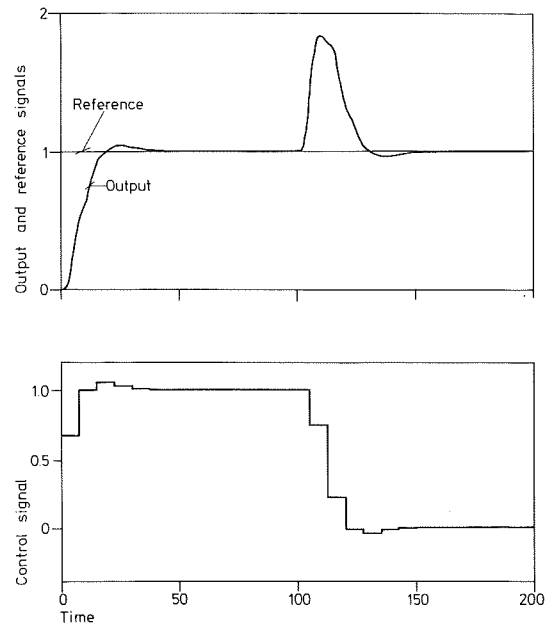 Output and reference signals
2
1
0
Reference
Output
Control signal
1.0
0.5
0
0
50
100
150
200
Time